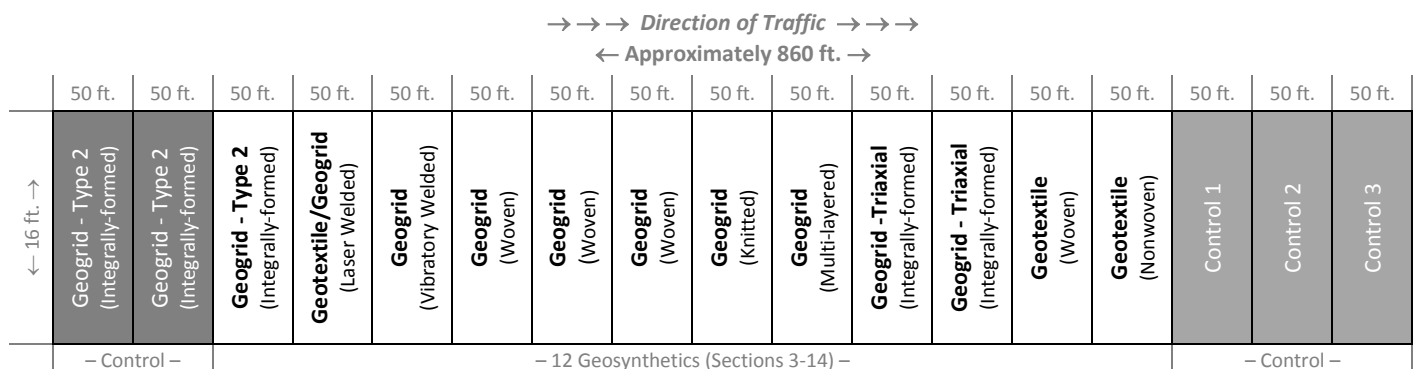 → → → Direction of Traffic → → →
← Approximately 860 ft. →
50 ft. 50 ft. 50 ft. 50 ft. 50 ft. 50 ft. 50 ft. 50 ft. 50 ft. 50 ft. 50 ft. 50 ft. 50 ft. 50 ft. 50 ft. 50 ft. 50 ft.
← 16 ft. →
Geogrid - Type 2
(Integrally-formed)
Geogrid - Type 2
(Integrally-formed)
Geogrid - Type 2
(Integrally-formed)
Geotextile/Geogrid
(Laser Welded)
Geogrid
(Vibratory Welded)
Geogrid
(Woven)
Geogrid
(Woven)
Geogrid
(Woven)
Geogrid
(Knitted)
Geogrid
(Multi-layered)
Geogrid -Triaxial
(Integrally-formed)
Geogrid - Triaxial
(Integrally-formed)
Geotextile
(Woven)
Geotextile
(Nonwoven)
Control 1
Control 2
Control 3
– Control – – 12 Geosynthetics (Sections 3-14) – – Control –